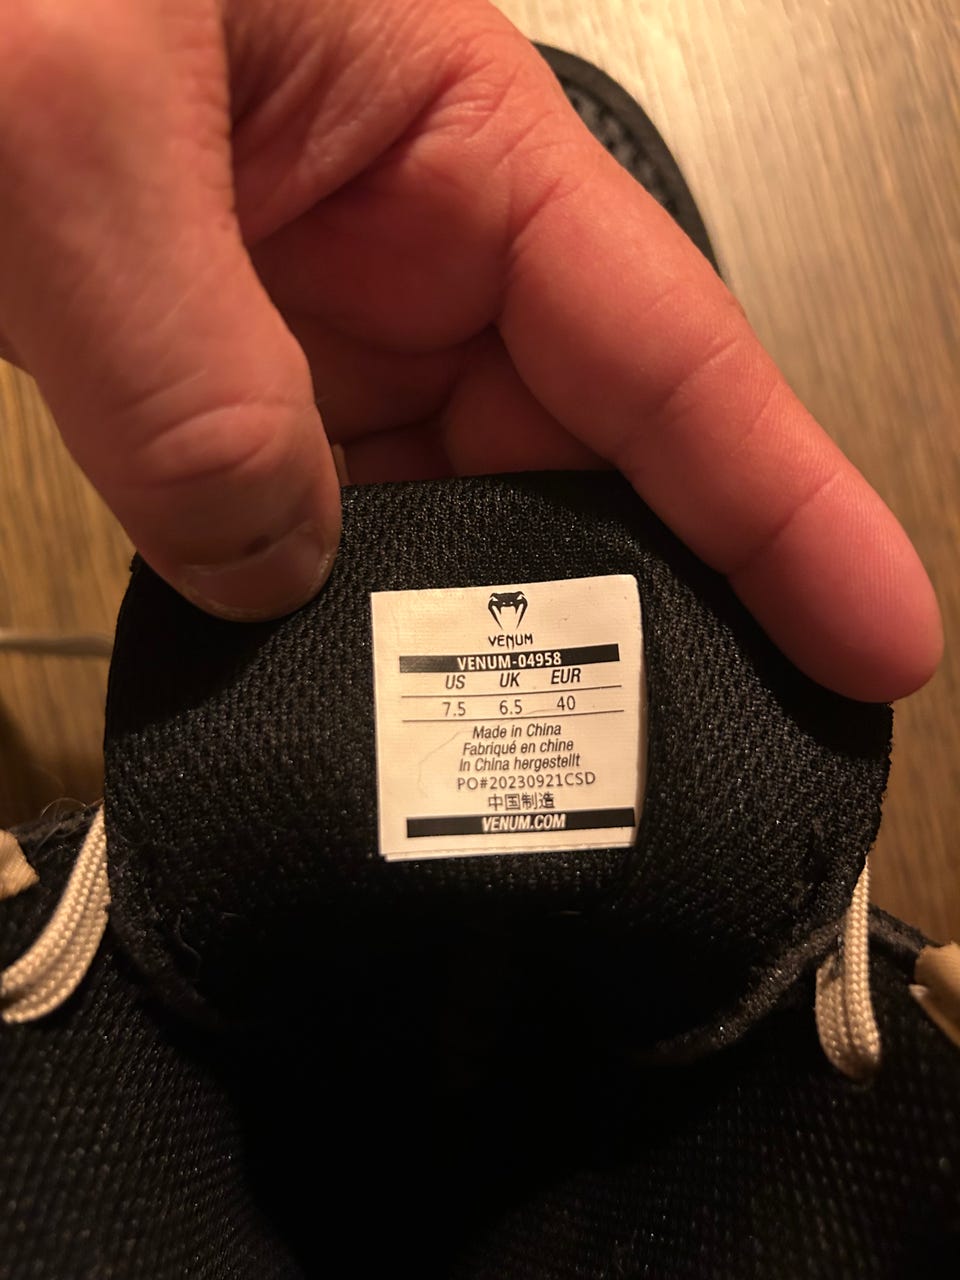 VENUM
VENUM-04958
US UK EUR
7.5 6.5 40
Made in China
Fabriqué en chine
In China hergestellt
PO#20230921CSD
中国制造
VENUM.COM